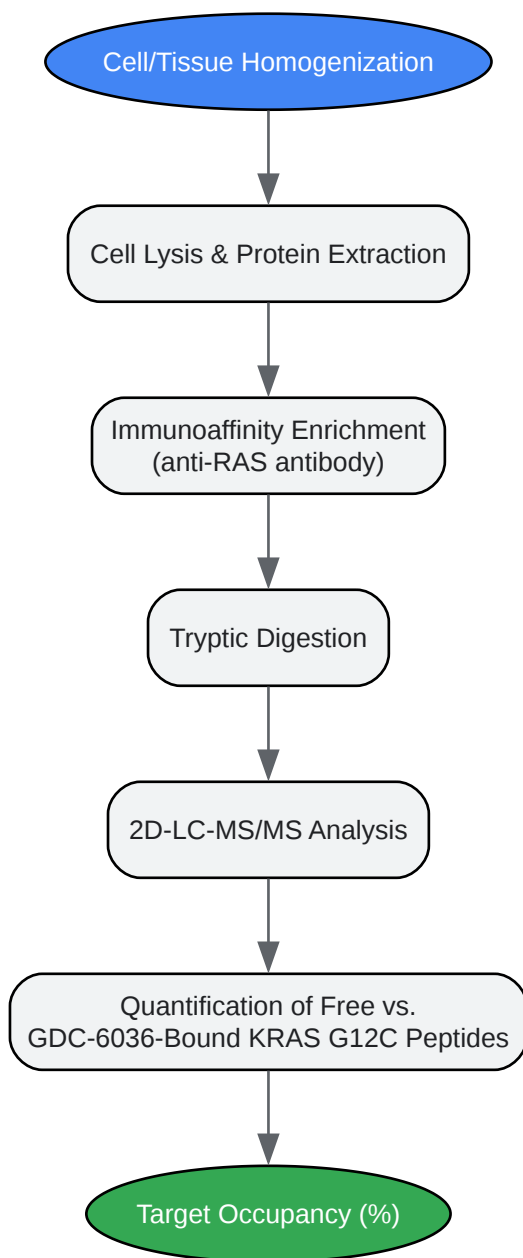 Cell/Tissue Homogenization
Cell Lysis & Protein Extraction
Immunoaffinity Enrichment
(anti-RAS antibody)
Tryptic Digestion
2D-LC-MS/MS Analysis
Quantification of Free vs.
GDC-6036-Bound KRAS G12C Peptides
Target Occupancy (%)